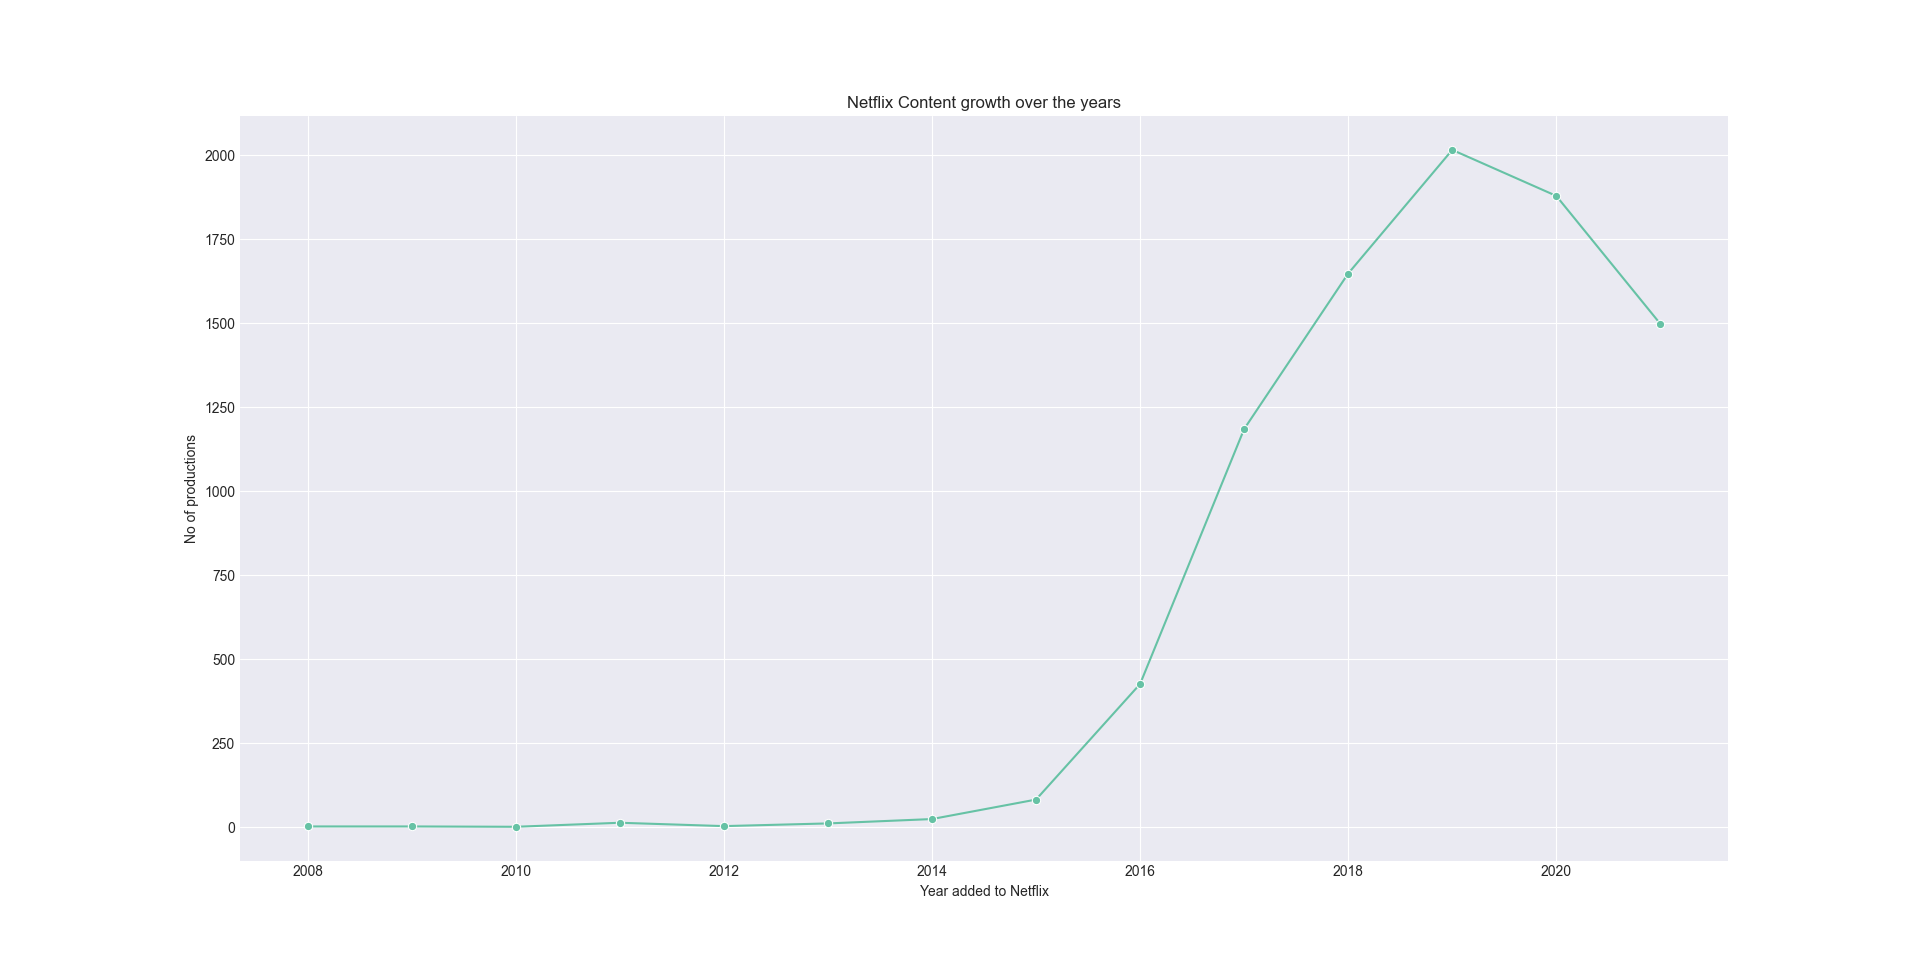 Netflix Content growth over the years
2000
1750
1500
1250
1000
750
500
250
0
No of productions
2008 2010 2012 2014 2016 2018 2020
Year added to Netflix